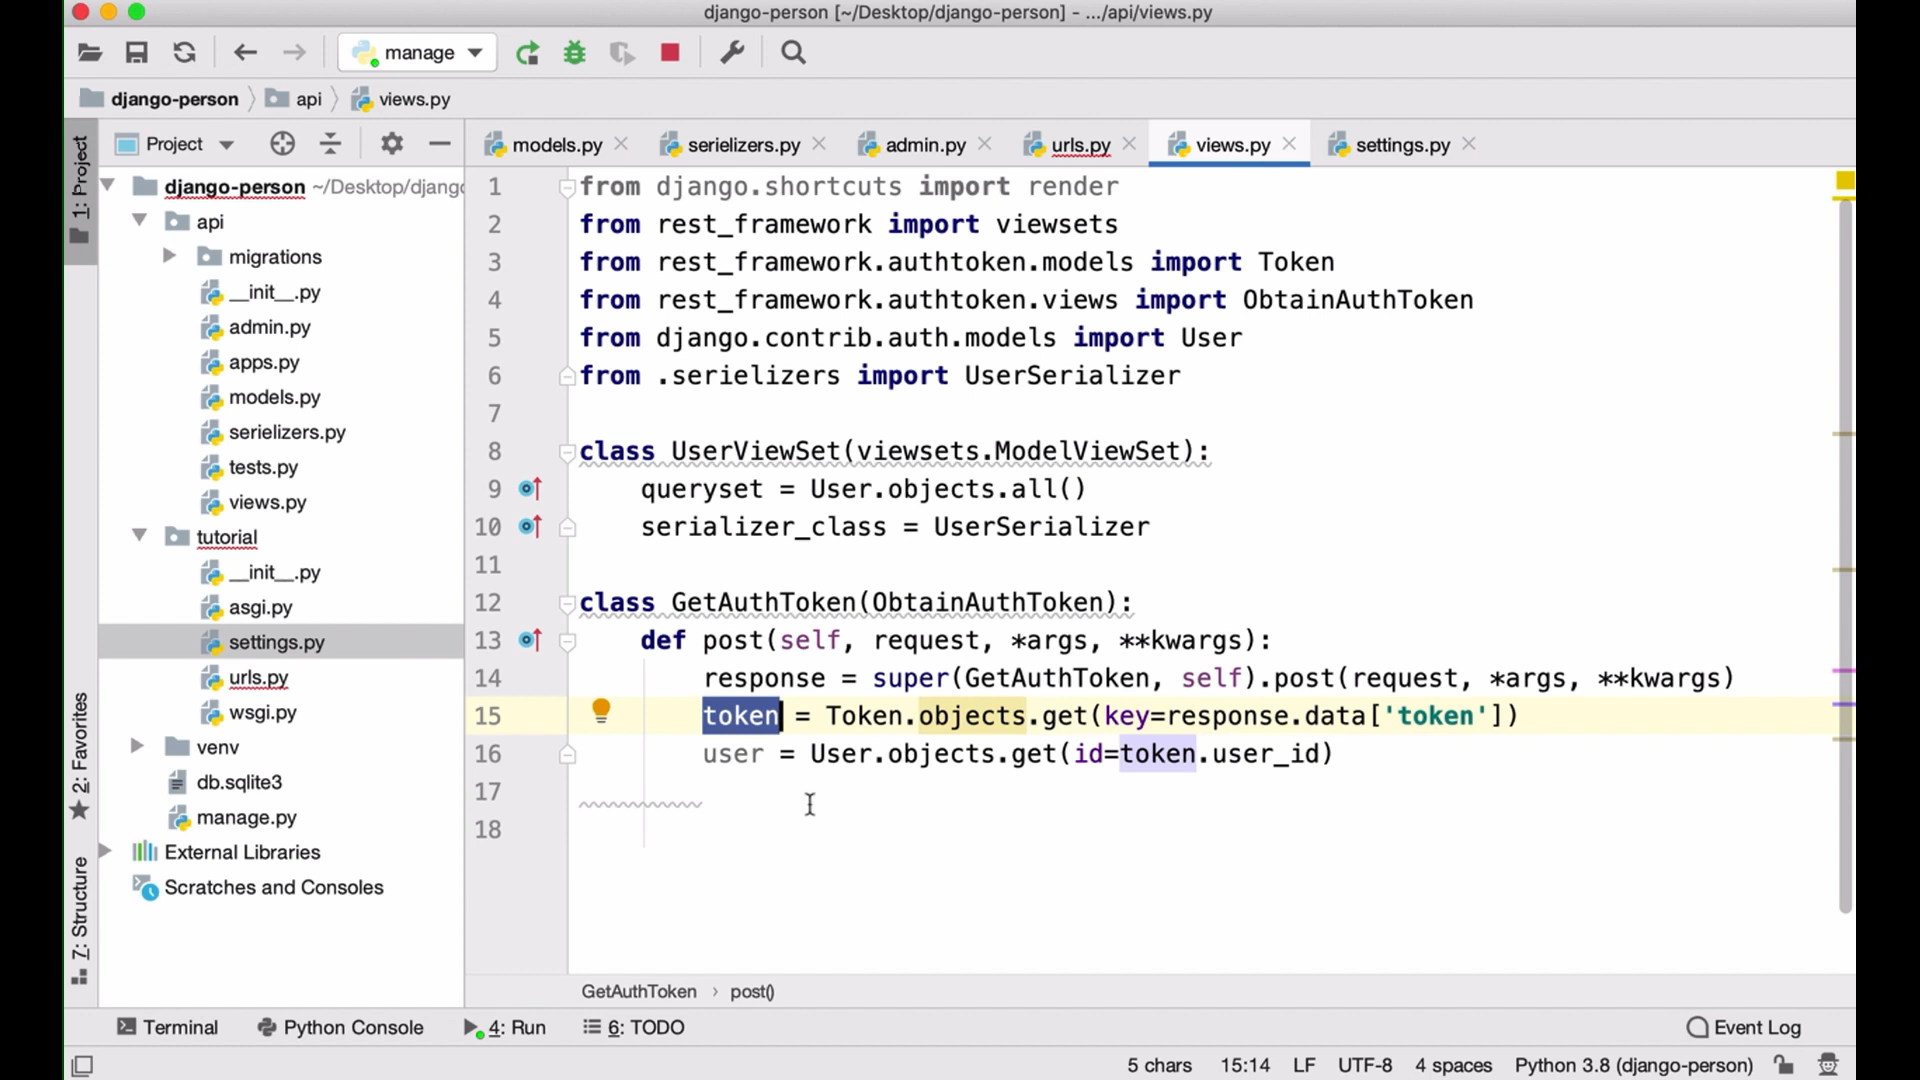 django-person [~/Desktop/django-person] - .../api/views.py
manage
django-person api views.py
1: Project
Project
models.py serielizers.py admin.py urls.py views.py settings.py
django-person ~/Desktop/djang
api
migrations
__init__.py
admin.py
apps.py
models.py
serielizers.py
tests.py
views.py
tutorial
__init__.py
asgi.py
settings.py
urls.py
wsgi.py
venv
db.sqlite3
manage.py
External Libraries
Scratches and Consoles
2: Favorites
7: Structure
1 from django.shortcuts import render
2 from rest_framework import viewsets
3 from rest_framework.authtoken.models import Token
4 from rest_framework.authtoken.views import ObtainAuthToken
5 from django.contrib.auth.models import User
6 from .serielizers import UserSerializer
7
8 class UserViewSet(viewsets.ModelViewSet):
9 queryset = User.objects.all()
10 serializer_class = UserSerializer
11
12 class GetAuthToken(ObtainAuthToken):
13 def post(self, request, *args, **kwargs):
14 response = super(GetAuthToken, self).post(request, *args, **kwargs)
15 token = Token.objects.get(key=response.data['token'])
16 user = User.objects.get(id=token.user_id)
17
18
GetAuthToken › post()
Terminal Python Console 4: Run 6: TODO Event Log
5 chars 15:14 LF UTF-8 4 spaces Python 3.8 (django-person)